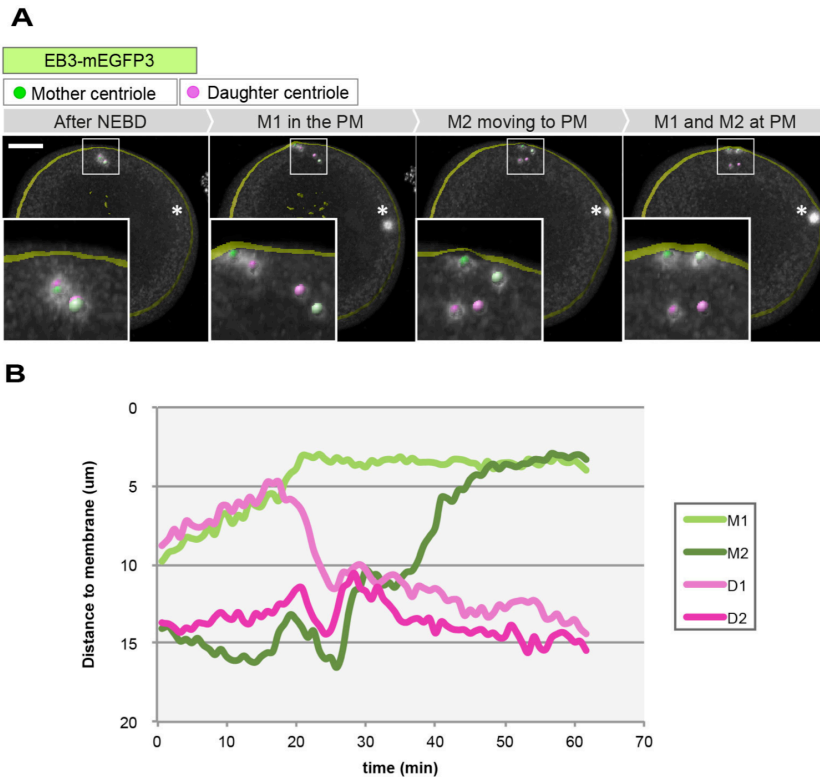 A
EB3-mEGFP3
Mother centriole Daughter centriole
After NEBD M1 in the PM M2 moving to PM M1 and M2 at PM
* * * *
B
0
5
10
15
20
Distance to membrane (um)
0 10 20 30 40 50 60 70
time (min)
M1
M2
D1
D2